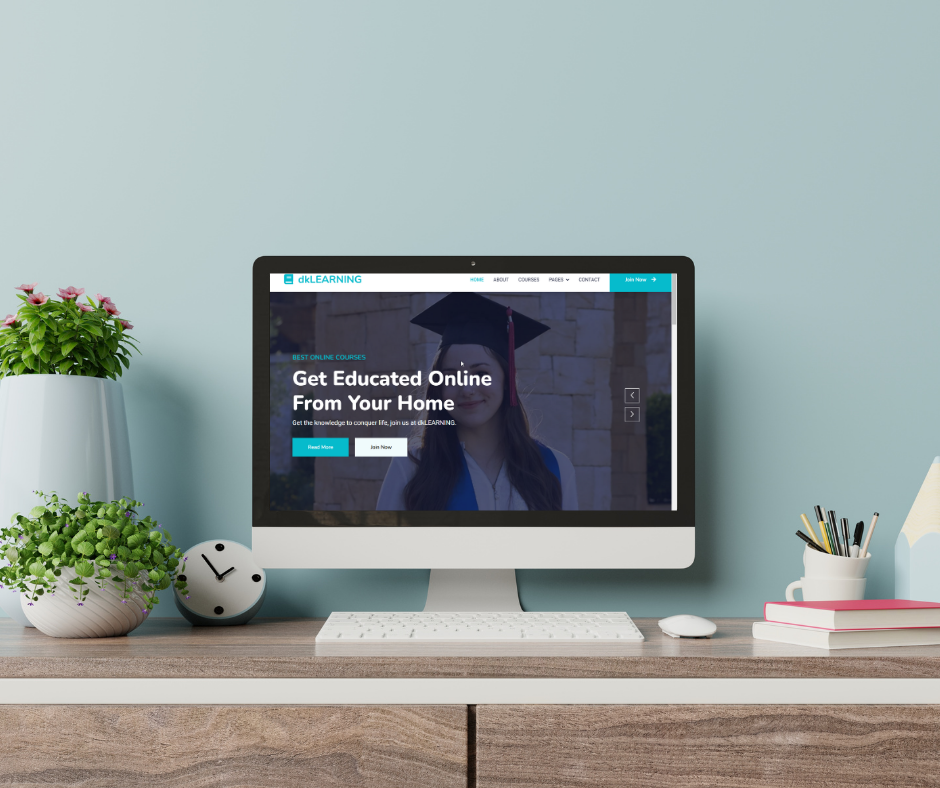 dkLEARNING
HOME ABOUT COURSES PAGES CONTACT Join Now
BEST ONLINE COURSES
Get Educated Online
From Your Home
Get the knowledge to conquer life, join us at dkLEARNING.
Read More Join Now